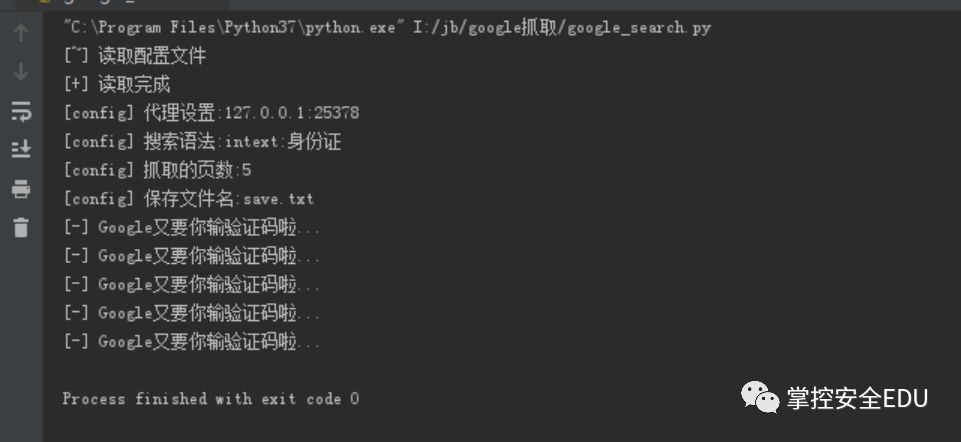 "C:\Program Files\Python37\python.exe" I:/jb/google抓取/google_search.py
[~] 读取配置文件
[+] 读取完成
[config] 代理设置:127.0.0.1:25378
[config] 搜索语法:intext:身份证
[config] 抓取的页数:5
[config] 保存文件名:save.txt
[-] Google又要你输验证码啦...
[-] Google又要你输验证码啦...
[-] Google又要你输验证码啦...
[-] Google又要你输验证码啦...
[-] Google又要你输验证码啦...
Process finished with exit code 0
掌控安全EDU